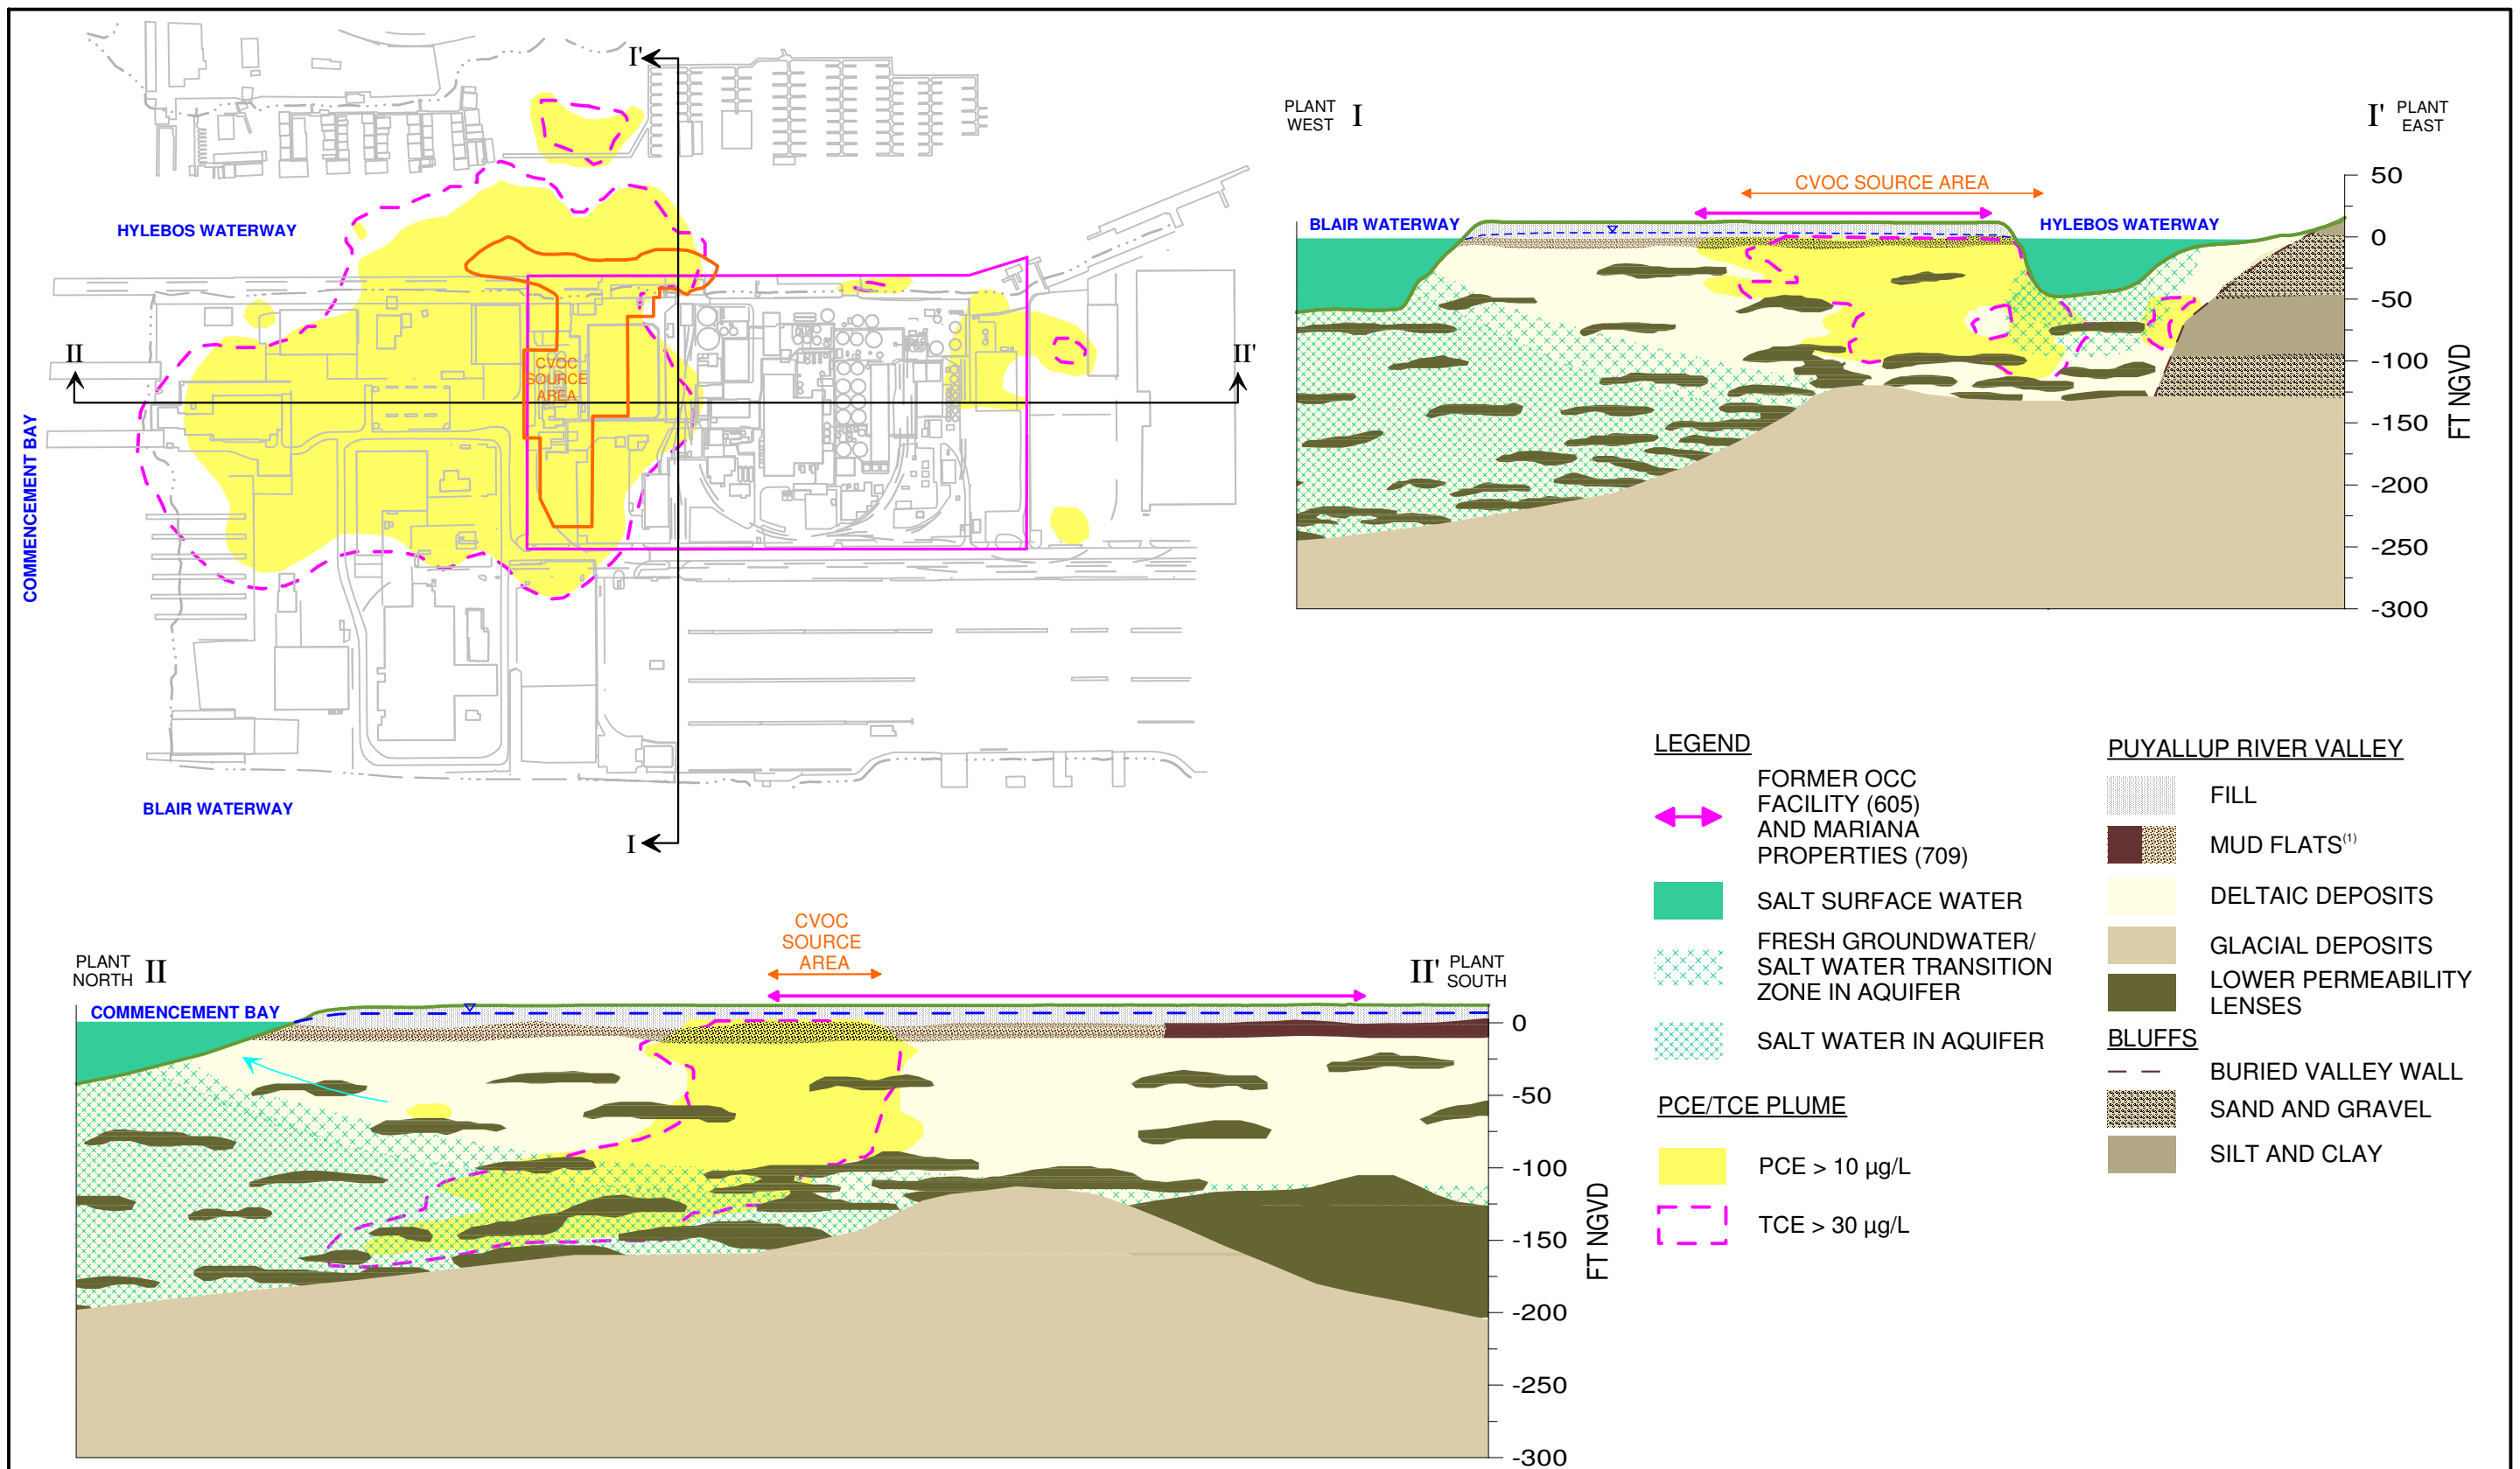 I'
HYLEBOS WATERWAY
II
II'
CVOC
SOURCE
AREA
COMMENCEMENT BAY
BLAIR WATERWAY
I
PLANT
WEST
I
I'
PLANT
EAST
CVOC SOURCE AREA
BLAIR WATERWAY
HYLEBOS WATERWAY
50
0
-50
-100
-150
-200
-250
-300
FT NGVD
CVOC
SOURCE
AREA
PLANT
NORTH
II
II'
PLANT
SOUTH
COMMENCEMENT BAY
0
-50
-100
-150
-200
-250
-300
FT NGVD
LEGEND
FORMER OCC
FACILITY (605)
AND MARIANA
PROPERTIES (709)
SALT SURFACE WATER
FRESH GROUNDWATER/
SALT WATER TRANSITION
ZONE IN AQUIFER
SALT WATER IN AQUIFER
PCE/TCE PLUME
PCE > 10 µg/L
TCE > 30 µg/L
PUYALLUP RIVER VALLEY
FILL
MUD FLATS(1)
DELTAIC DEPOSITS
GLACIAL DEPOSITS
LOWER PERMEABILITY
LENSES
BLUFFS
BURIED VALLEY WALL
SAND AND GRAVEL
SILT AND CLAY